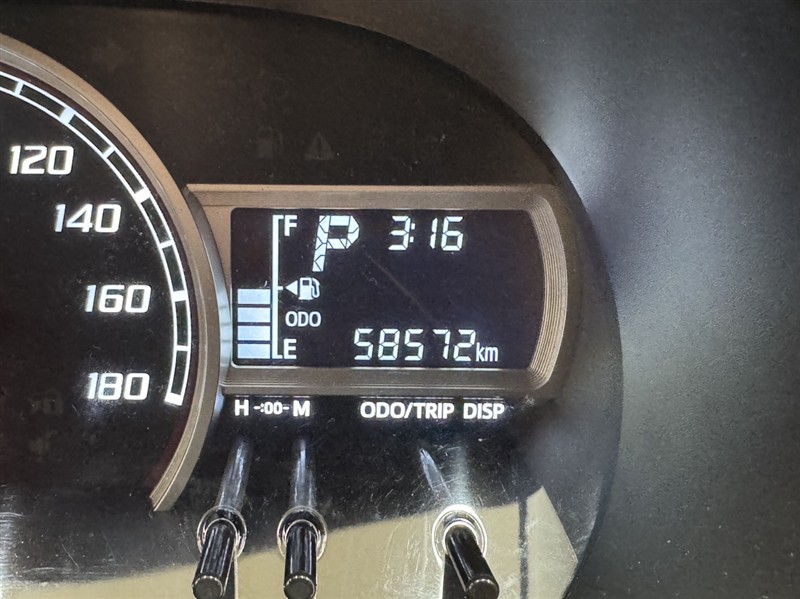 120
140
160
180
F
P 3:16
ODO
E
58572km
H -:00- M
ODO/TRIP DISP